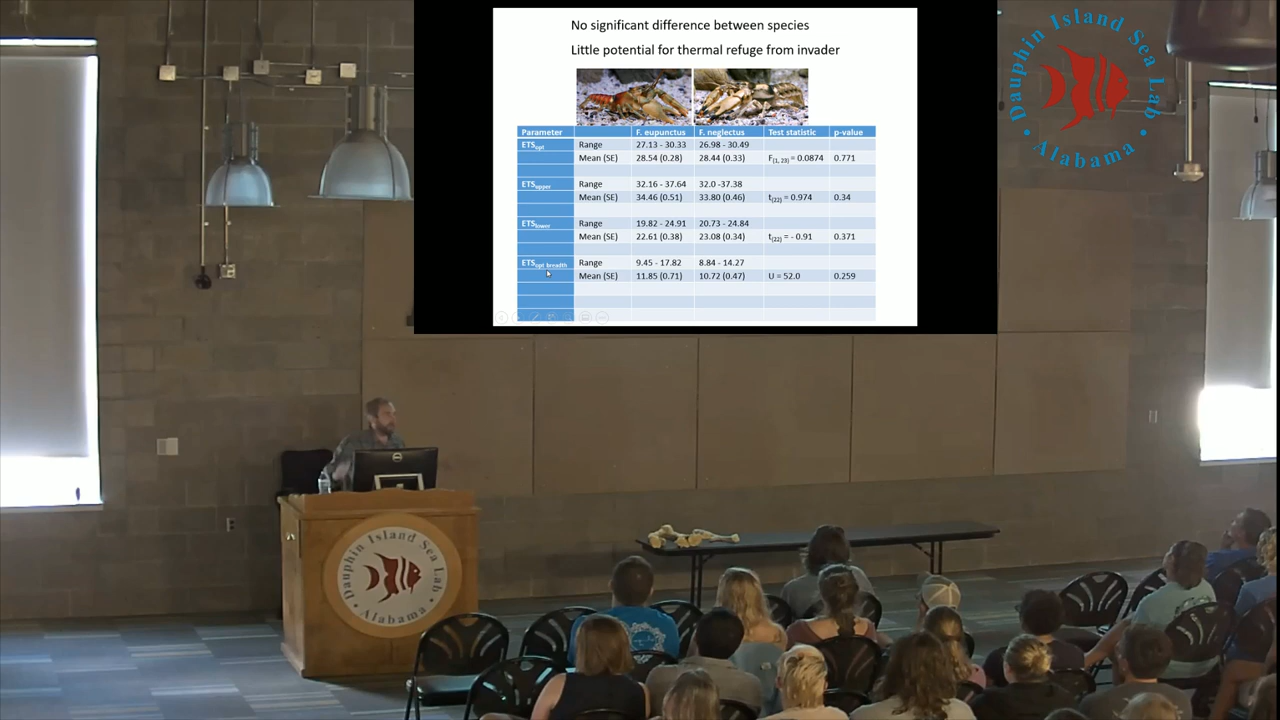 No significant difference between species
Little potential for thermal refuge from invader
Parameter F. eupunctus F. neglectus Test statistic p-value
ETSopt Range 27.13 - 30.33 26.98 - 30.49
Mean (SE) 28.54 (0.28) 28.44 (0.33) F(1, 23) = 0.0874 0.771
ETSupper Range 32.16 - 37.64 32.0 -37.38
Mean (SE) 34.46 (0.51) 33.80 (0.46) t(22) = 0.974 0.34
ETSlower Range 19.82 - 24.91 20.73 - 24.84
Mean (SE) 22.61 (0.38) 23.08 (0.34) t(22) = - 0.91 0.371
ETSopt breadth Range 9.45 - 17.82 8.84 - 14.27
Mean (SE) 11.85 (0.71) 10.72 (0.47) U = 52.0 0.259
Dauphin Island Sea Lab
• Alabama •
DELL
Dauphin Island Sea Lab
Alabama